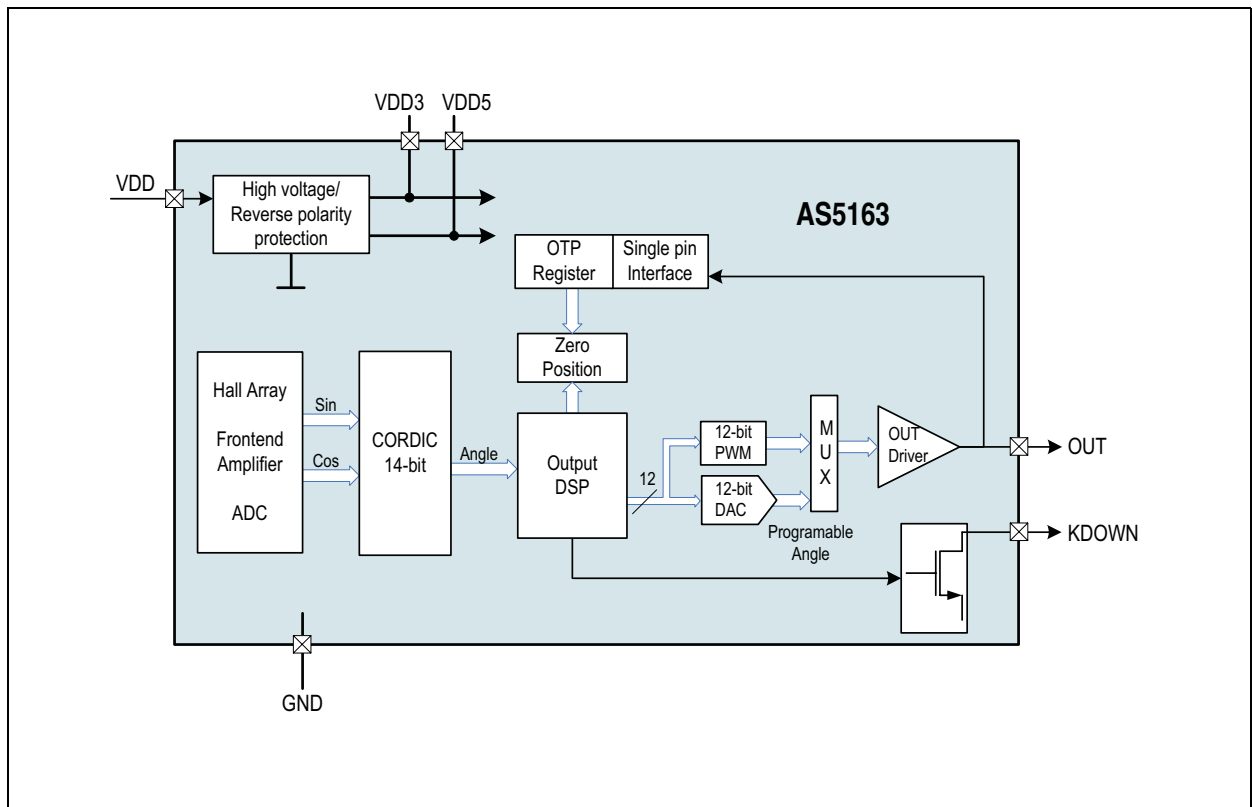 VDD3 VDD5
VDD
High voltage/
Reverse polarity
protection
AS5163
OTP
Register
Single pin
Interface
Zero
Position
Hall Array
Frontend
Amplifier
ADC
Sin
Cos
CORDIC
14-bit
Angle
Output
DSP
12
12-bit
PWM
12-bit
DAC
Programable
Angle
M
U
X
OUT
Driver
OUT
KDOWN
GND